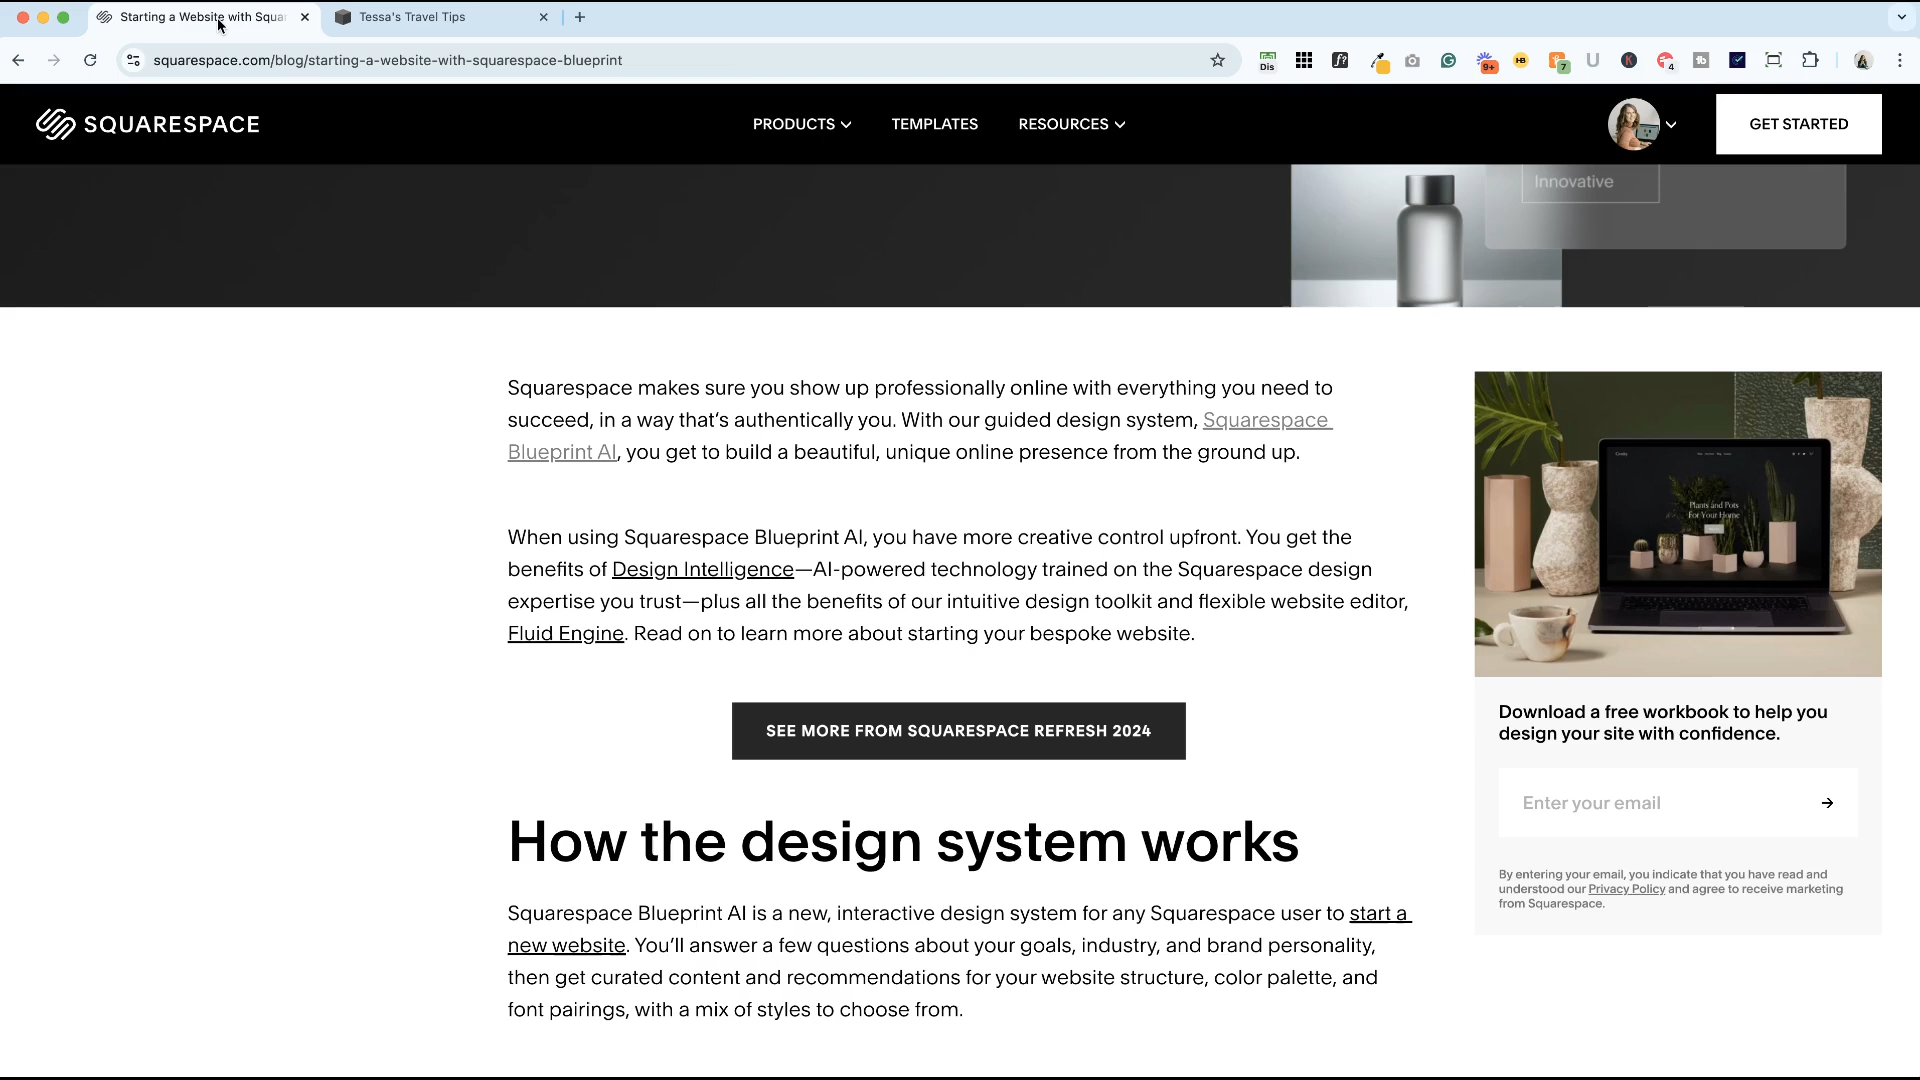 Starting a Website with Squar
Tessa's Travel Tips
squarespace.com/blog/starting-a-website-with-squarespace-blueprint
Dis
f?
9+
HB
7
U
K
4
tb
SQUARESPACE
PRODUCTS
TEMPLATES
RESOURCES
GET STARTED
Innovative
Squarespace makes sure you show up professionally online with everything you need to
succeed, in a way that's authentically you. With our guided design system, Squarespace
Blueprint AI, you get to build a beautiful, unique online presence from the ground up.
When using Squarespace Blueprint AI, you have more creative control upfront. You get the
benefits of Design Intelligence—AI-powered technology trained on the Squarespace design
expertise you trust—plus all the benefits of our intuitive design toolkit and flexible website editor,
Fluid Engine. Read on to learn more about starting your bespoke website.
SEE MORE FROM SQUARESPACE REFRESH 2024
How the design system works
Squarespace Blueprint AI is a new, interactive design system for any Squarespace user to start a
new website. You'll answer a few questions about your goals, industry, and brand personality,
then get curated content and recommendations for your website structure, color palette, and
font pairings, with a mix of styles to choose from.
Plants and Pots
For Your Home
Download a free workbook to help you
design your site with confidence.
Enter your email
By entering your email, you indicate that you have read and
understood our Privacy Policy and agree to receive marketing
from Squarespace.